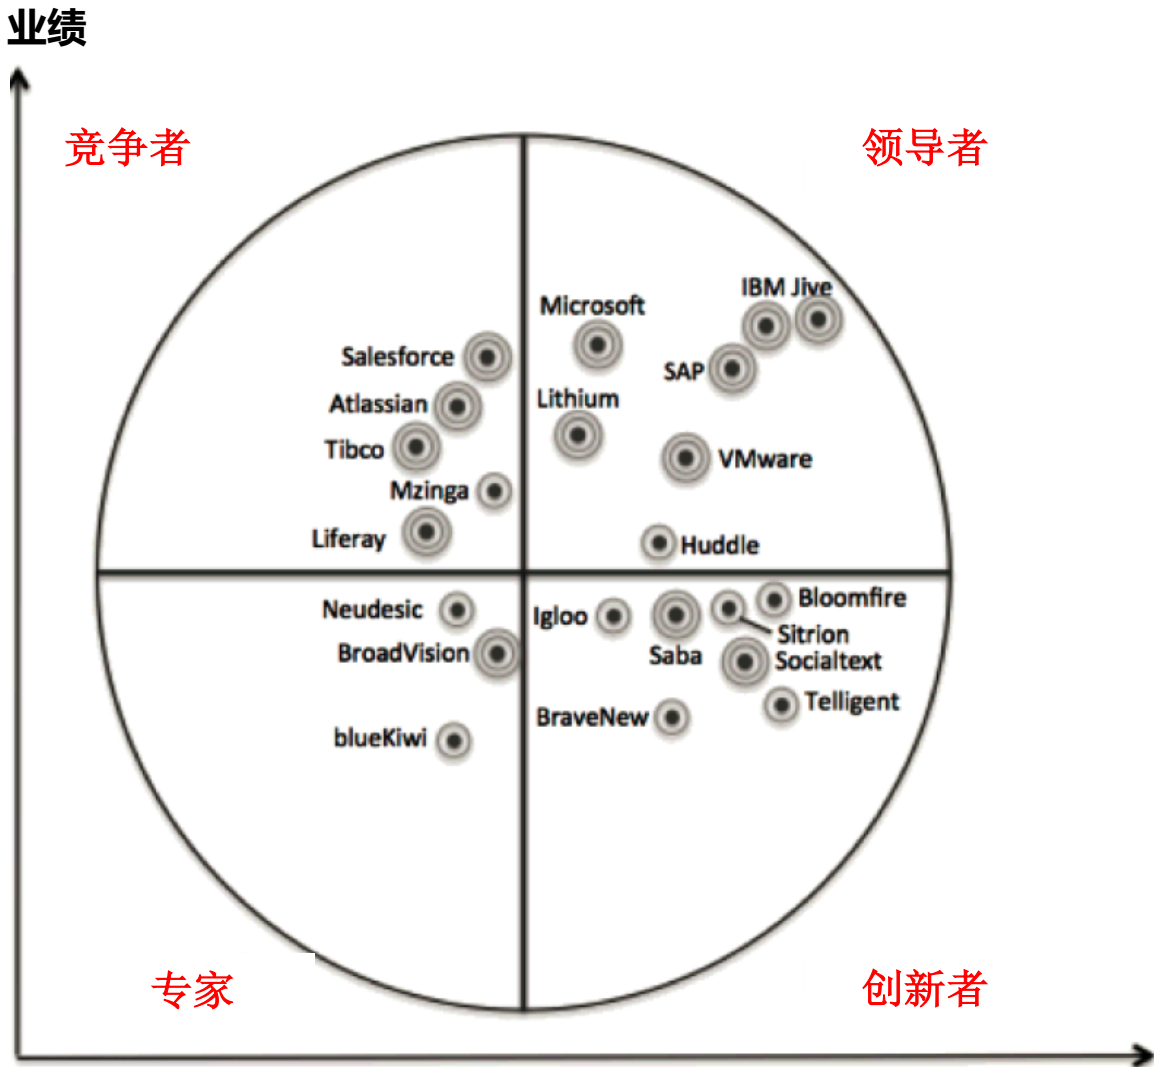 业绩
竞争者
领导者
IBM Jive
Microsoft
Salesforce
SAP
Atlassian
Lithium
Tibco
VMware
Mzinga
Liferay
Huddle
Neudesic
Igloo
Bloomfire
Sitrion
BroadVision
Saba
Socialtext
Telligent
BraveNew
blueKiwi
专家
创新者